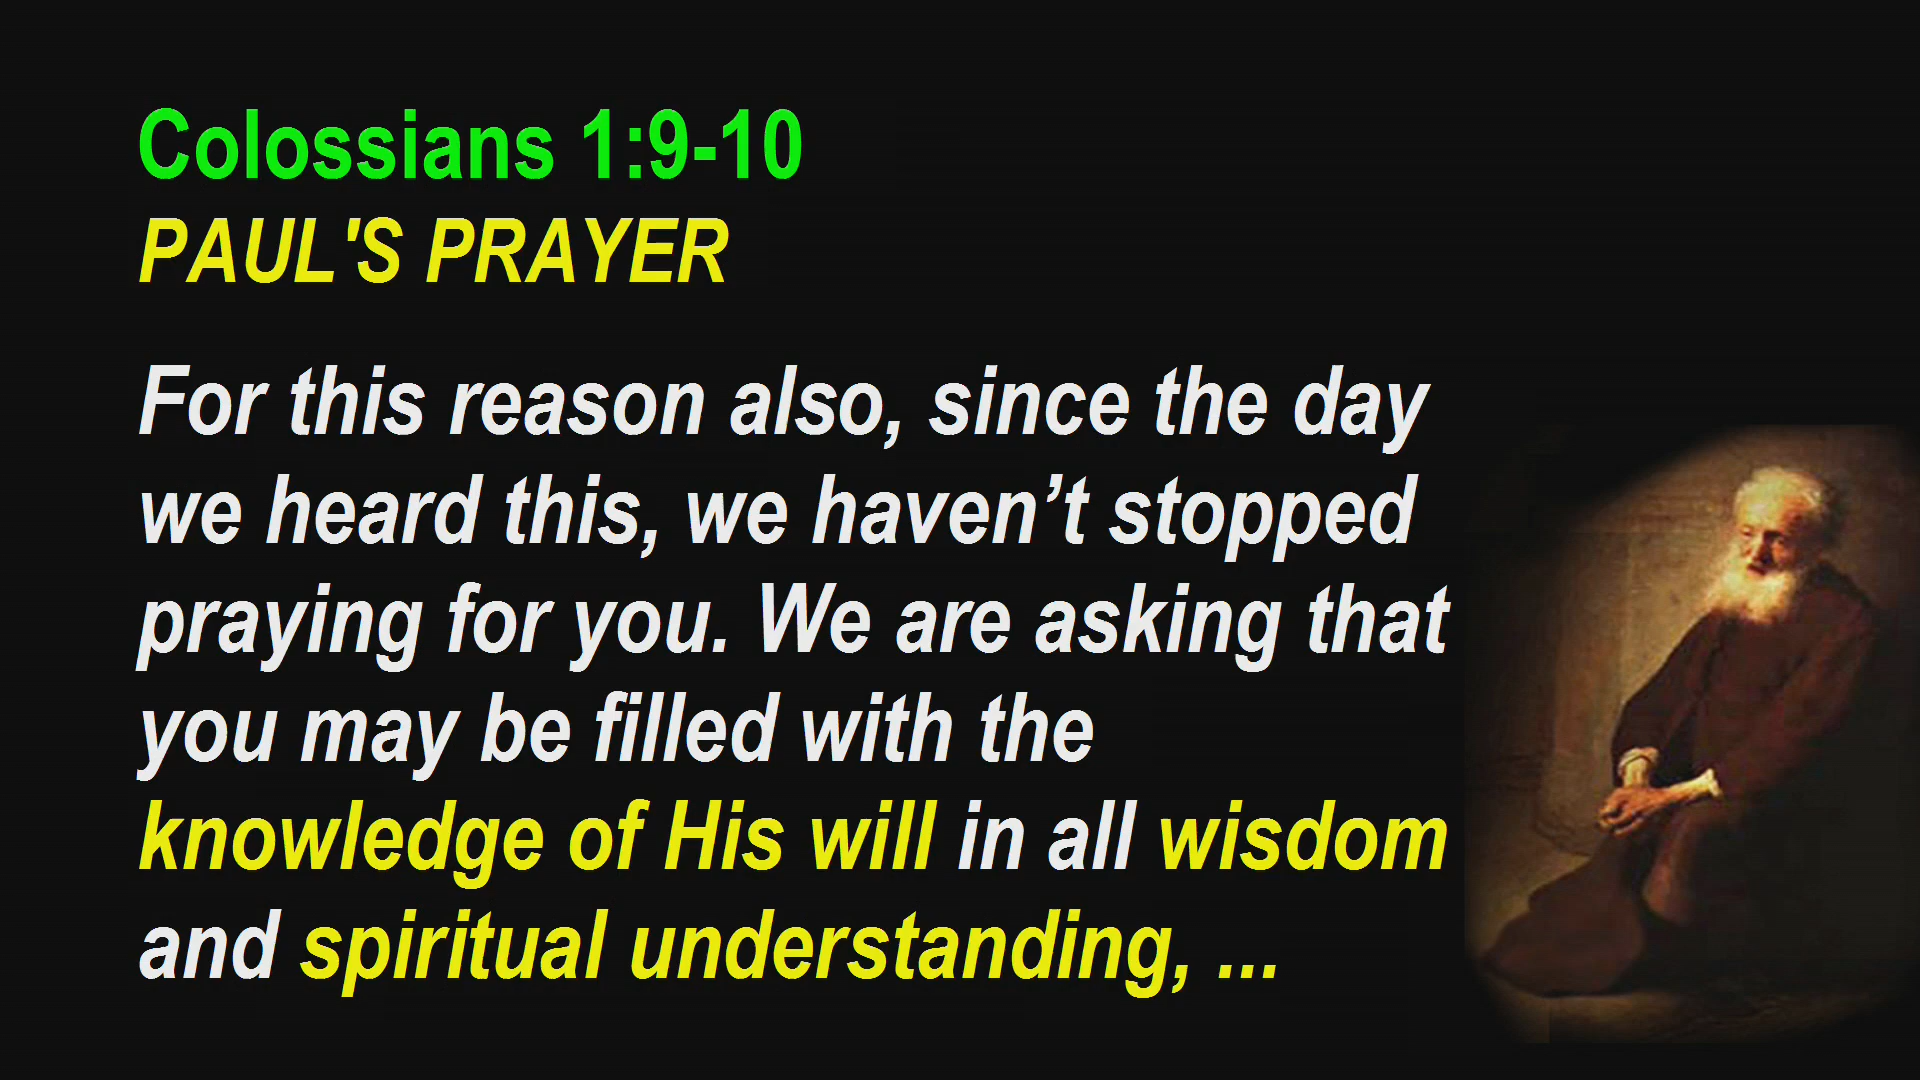 Colossians 1:9-10
PAUL'S PRAYER
For this reason also, since the day
we heard this, we haven’t stopped
praying for you. We are asking that
you may be filled with the
knowledge of His will in all wisdom
and spiritual understanding, ...